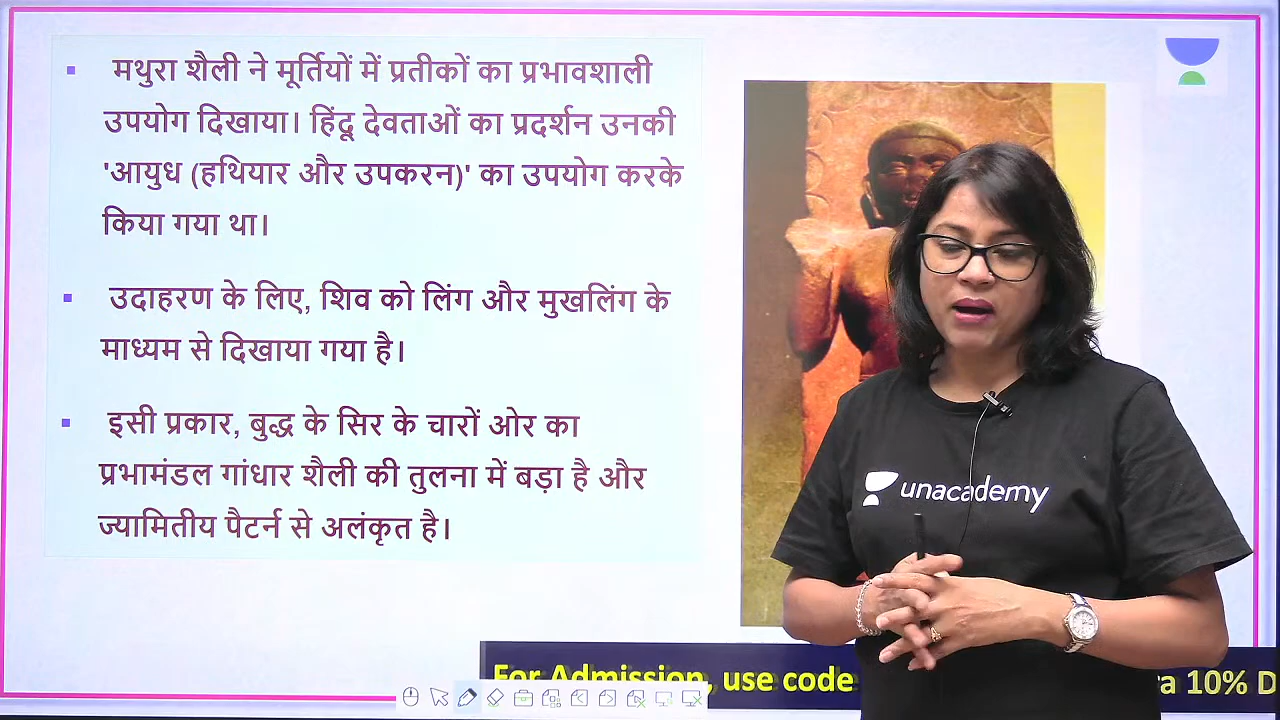 मथुरा शैली ने मूर्तियों में प्रतीकों का प्रभावशाली
उपयोग दिखाया। हिंदू देवताओं का प्रदर्शन उनकी
'आयुध (हथियार और उपकरन)' का उपयोग करके
किया गया था।
उदाहरण के लिए, शिव को लिंग और मुखलिंग के
माध्यम से दिखाया गया है।
इसी प्रकार, बुद्ध के सिर के चारों ओर का
प्रभामंडल गांधार शैली की तुलना में बड़ा है और
ज्यामितीय पैटर्न से अलंकृत है।
unacademy
For Admission, use code
10% D